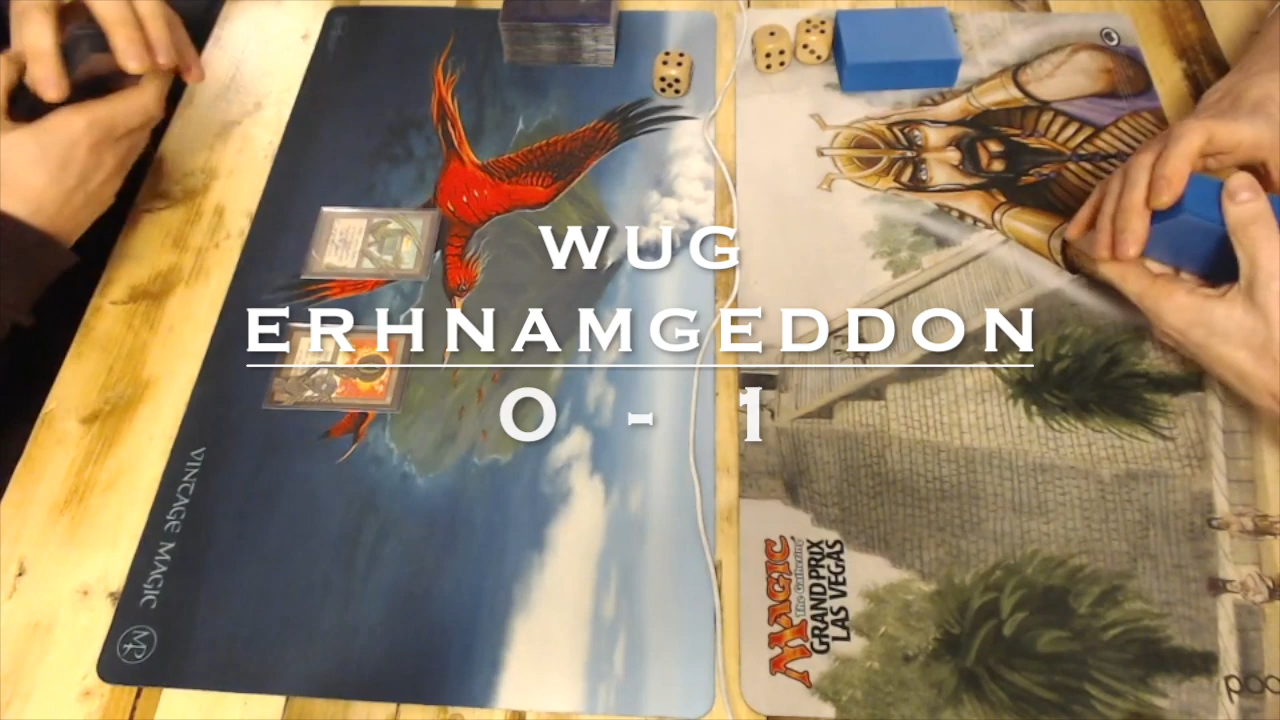 WUG
ERHNAMGEDDON
0 - 1
VINTAGE MAGIC
MAGIC
The Gathering
GRAND PRIX
LAS VEGAS